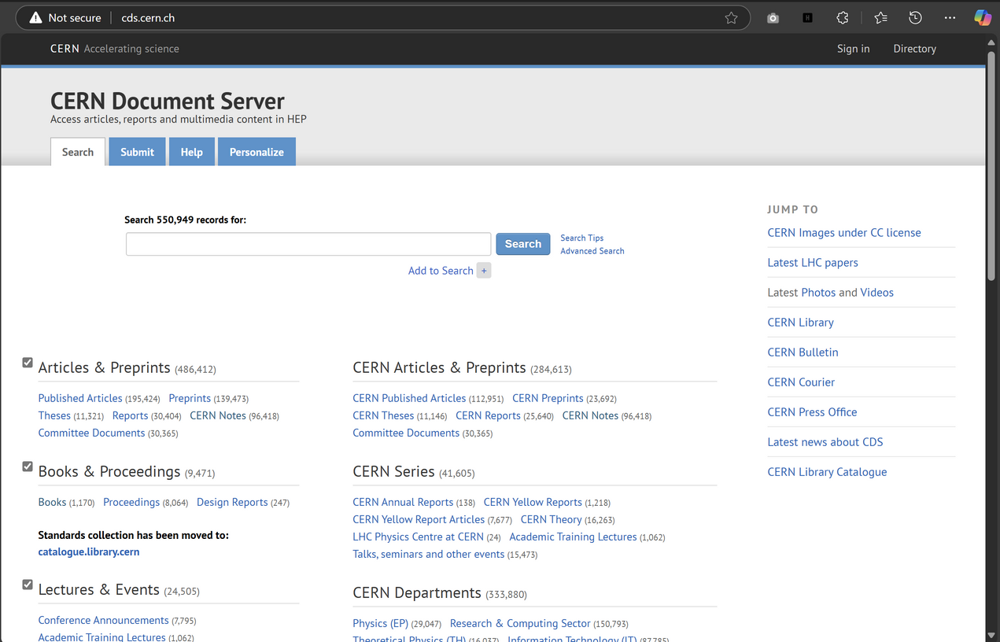 Not secure cds.cern.ch
CERN Accelerating science
Sign in Directory
CERN Document Server
Access articles, reports and multimedia content in HEP
Search Submit Help Personalize
Search 550,949 records for:
Search
Search Tips
Advanced Search
Add to Search +
Articles & Preprints (486,412)
Published Articles (195,424) Preprints (139,473)
Theses (11,321) Reports (30,404) CERN Notes (96,418)
Committee Documents (30,365)
Books & Proceedings (9,471)
Books (1,170) Proceedings (8,064) Design Reports (247)
Standards collection has been moved to:
catalogue.library.cern
Lectures & Events (24,505)
Conference Announcements (7,795)
Academic Training Lectures (1,062)
CERN Articles & Preprints (284,613)
CERN Published Articles (112,951) CERN Preprints (23,692)
CERN Theses (11,146) CERN Reports (25,640) CERN Notes (96,418)
Committee Documents (30,365)
CERN Series (41,605)
CERN Annual Reports (138) CERN Yellow Reports (1,218)
CERN Yellow Report Articles (7,677) CERN Theory (16,263)
LHC Physics Centre at CERN (24) Academic Training Lectures (1,062)
Talks, seminars and other events (15,473)
CERN Departments (333,880)
Physics (EP) (29,047) Research & Computing Sector (150,793)
Theoretical Physics (TH) (16,037) Information Technology (IT) (87,785)
JUMP TO
CERN Images under CC license
Latest LHC papers
Latest Photos and Videos
CERN Library
CERN Bulletin
CERN Courier
CERN Press Office
Latest news about CDS
CERN Library Catalogue